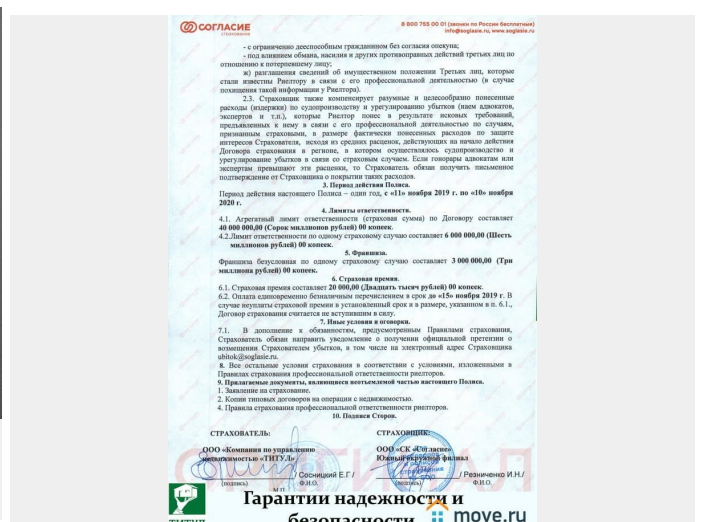 СОГЛАСИЕ
страхование
8 800 755 00 01 (звонки по России бесплатные)
info@soglasie.ru, www.soglasie.ru
- с ограниченно дееспособным гражданином без согласия опекуна;
- под влиянием обмана, насилия и других противоправных действий третьих лиц по
отношению к потерпевшему лицу;
ж) разглашения сведений об имущественном положении Третьих лиц, которые
стали известны Риелтору в связи с его профессиональной деятельностью (в случае
похищения такой информации у Риелтора).
2.3. Страховщик также компенсирует разумные и целесообразно понесенные
расходы (издержки) по судопроизводству и урегулированию убытков (наем адвокатов,
экспертов и т.п.), которые Риелтор понес в результате исковых требований,
предъявленных к нему в связи с его профессиональной деятельностью по случаям,
признанным страховыми, в размере фактически понесенных расходов по защите
интересов Страхователя, исходя из средних расценок, действующих на начало действия
Договора страхования в регионе, в котором осуществлялось судопроизводство и
урегулирование убытков в связи со страховым случаем. Если гонорары адвокатам или
экспертам превышают эти расценки, то Страхователь обязан получить письменное
подтверждение от Страховщика о покрытии таких расходов.
3. Период действия Полиса.
Период действия настоящего Полиса – один год, с «11» ноября 2019 г. по «10» ноября
2020 г.
4. Лимиты ответственности.
4.1. Агрегатный лимит ответственности (страховая сумма) по Договору составляет
40 000 000,00 (Сорок миллионов рублей) 00 копеек.
4.2.Лимит ответственности по одному страховому случаю составляет 6 000 000,00 (Шесть
миллионов рублей) 00 копеек.
5. Франшиза.
Франшиза безусловная по одному страховому случаю составляет 3 000 000,00 (Три
миллиона рублей) 00 копеек.
6. Страховая премия.
6.1. Страховая премия составляет 20 000,00 (Двадцать тысяч рублей) 00 копеек.
6.2. Оплата единовременно безналичным перечислением в срок до «15» ноября 2019 г. В
случае неуплаты страховой премии в установленный срок и в размере, указанном в п. 6.1.,
Договор страхования считается не вступившим в силу.
7. Иные условия и оговорки.
7.1. В дополнение к обязанностям, предусмотренным Правилами страхования,
Страхователь обязан направить уведомление о получении официальной претензии о
возмещении Страхователем убытков, в том числе на электронный адрес Страховщика
ubitok@soglasie.ru.
8. Все остальные условия страхования в соответствии с условиями, изложенными в
Правилах страхования профессиональной ответственности риелторов.
9. Прилагаемые документы, являющиеся неотъемлемой частью настоящего Полиса.
1. Заявление на страхование.
2. Копии типовых договоров на операции с недвижимостью.
4. Правила страхования профессиональной ответственности риелторов.
10. Подписи Сторон.
СТРАХОВАТЕЛЬ: СТРАХОВЩИК:
ООО «Компания по управлению ООО «СК «Согласие»
недвижимостью «ТИТУЛ» Южный окружной филиал
/ Сосницкий Е.Г./ / Резниченко И.Н./
(подпись) Ф.И.О. (подпись) Ф.И.О.
М.П.
Гарантии надежности и
безопасности
ТИТУЛ
move.ru